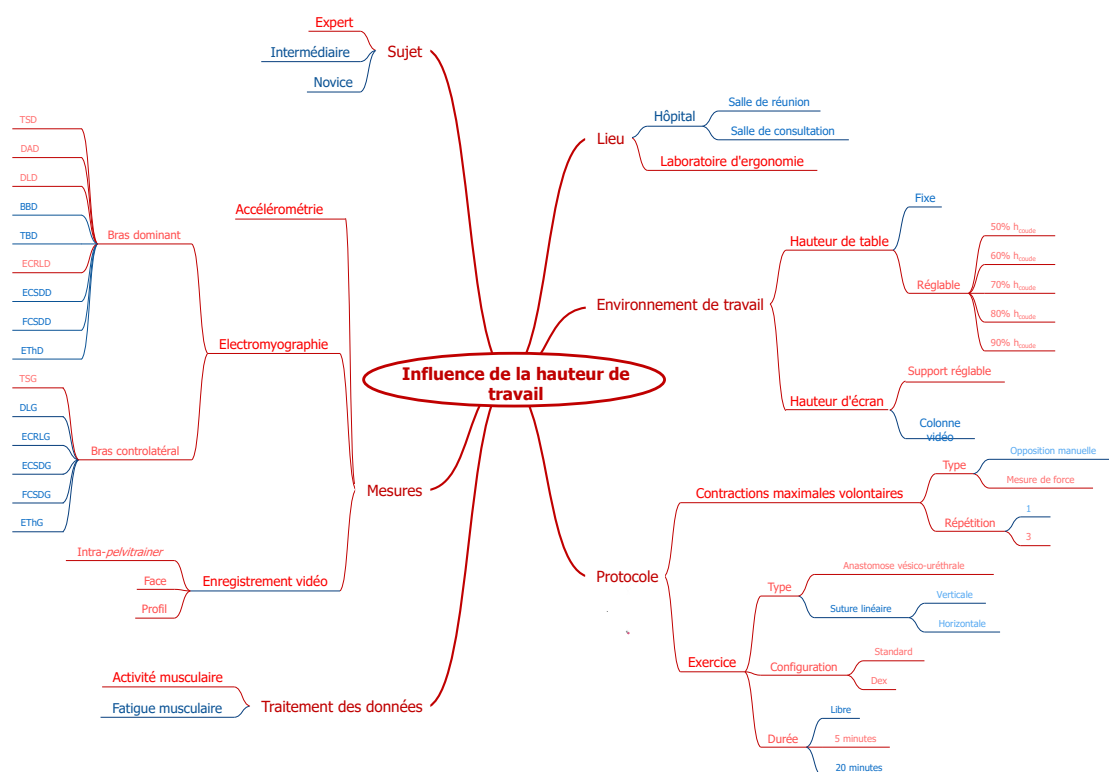 Influence de la hauteur de
travail
Sujet
Expert
Intermédiaire
Novice
Lieu
Hôpital
Salle de réunion
Salle de consultation
Laboratoire d'ergonomie
Environnement de travail
Hauteur de table
Fixe
Réglable
50% hcoude
60% hcoude
70% hcoude
80% hcoude
90% hcoude
Hauteur d'écran
Support réglable
Colonne
vidéo
Protocole
Contractions maximales volontaires
Type
Opposition manuelle
Mesure de force
Répétition
1
3
Exercice
Type
Anastomose vésico-uréthrale
Suture linéaire
Verticale
Horizontale
Configuration
Standard
Dex
Durée
Libre
5 minutes
20 minutes
Mesures
Accélérométrie
Electromyographie
Bras dominant
TSD
DAD
DLD
BBD
TBD
ECRLD
ECSDD
FCSDD
EThD
Bras controlatéral
TSG
DLG
ECRLG
ECSDG
FCSDG
EThG
Enregistrement vidéo
Intra-pelvitrainer
Face
Profil
Traitement des données
Activité musculaire
Fatigue musculaire